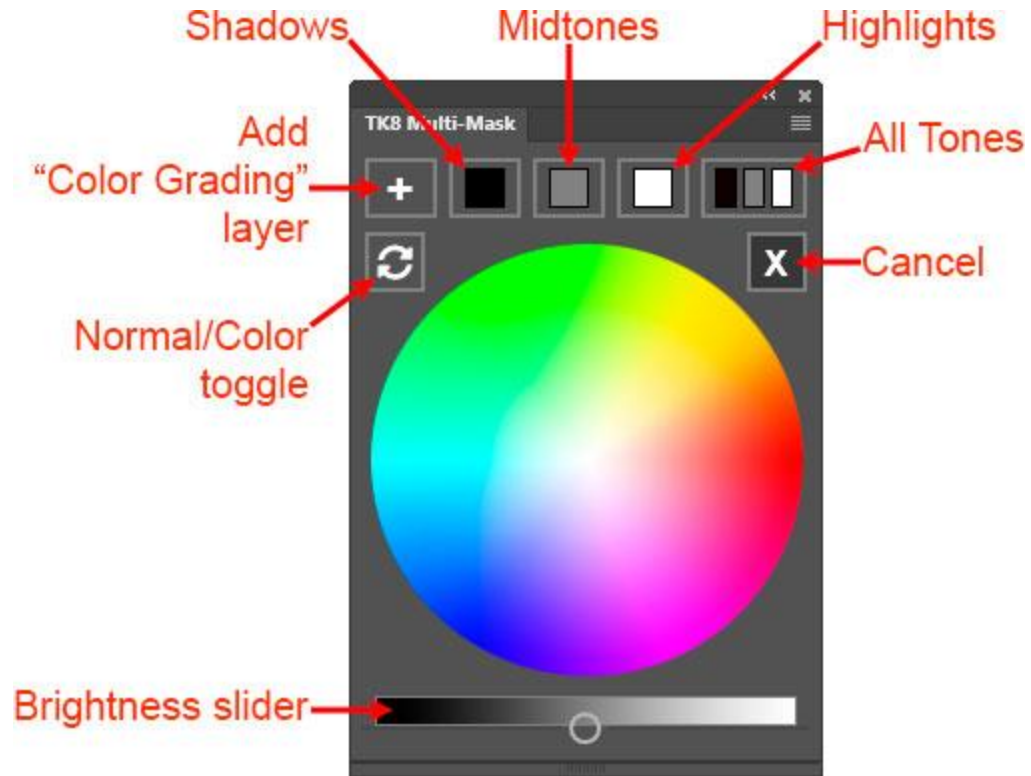 Shadows
Midtones
Highlights
TK8 Multi-Mask
Add
“Color Grading”
layer
All Tones
X
Cancel
Normal/Color
toggle
Brightness slider